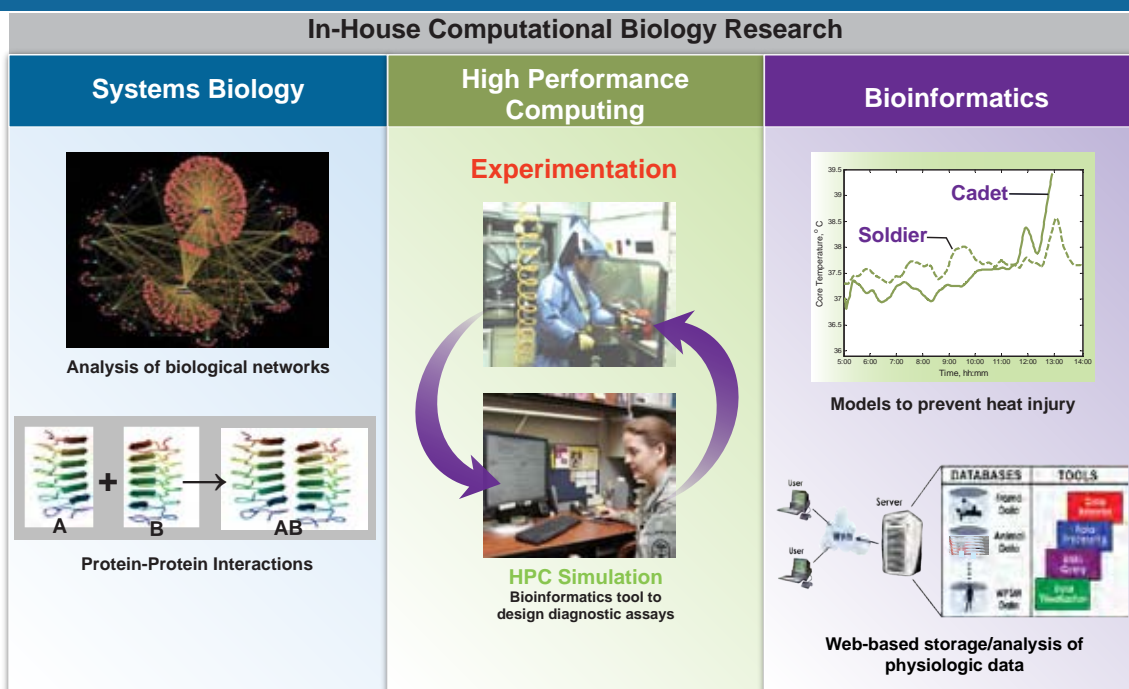 In-House Computational Biology Research
Systems Biology
Analysis of biological networks
A + B → AB
Protein-Protein Interactions
High Performance
Computing
Experimentation
HPC Simulation
Bioinformatics tool to
design diagnostic assays
Bioinformatics
39.5
39
38.5
38
37.5
37
36.5
36
Core Temperature,° C
Cadet
Soldier
5:00 6:00 7:00 8:00 9:00 10:00 11:00 12:00 13:00 14:00
Time, hh:mm
Models to prevent heat injury
User
User
Server
DATABASES TOOLS
Data
Animal
Data
Data
Web-based storage/analysis of
physiologic data